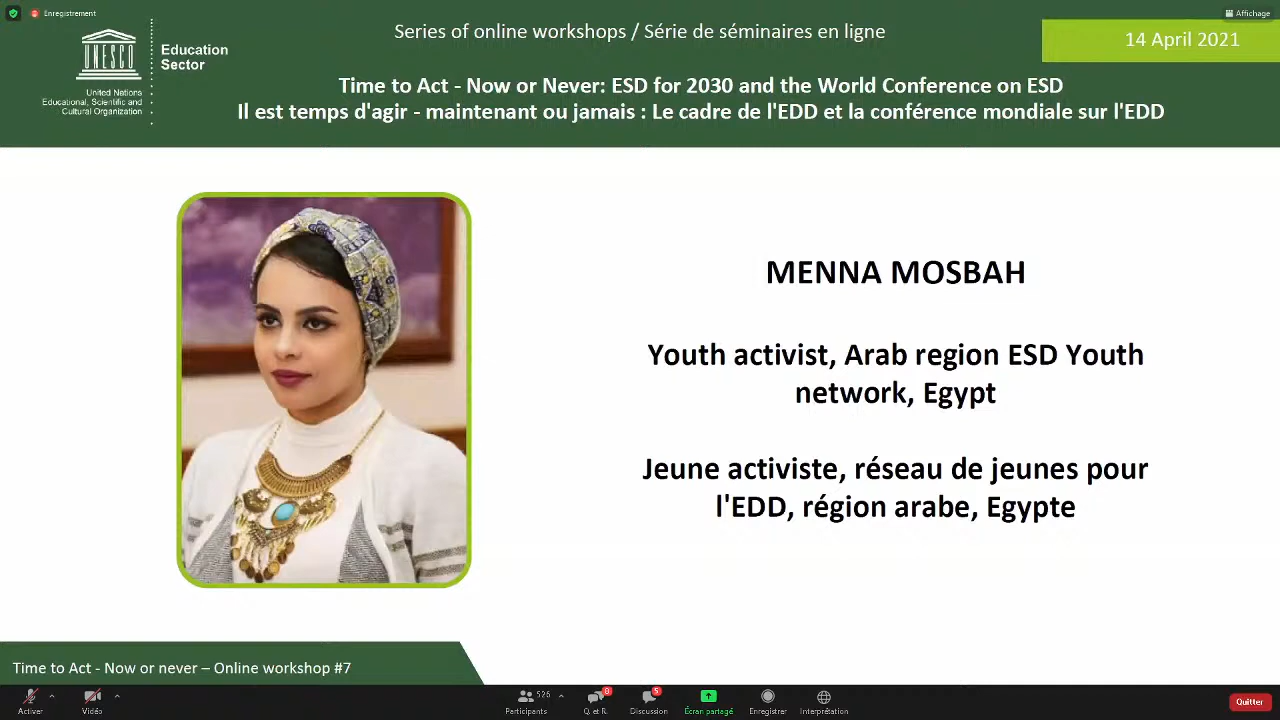 Enregistrement
Affichage
Series of online workshops / Série de séminaires en ligne
14 April 2021
UNESCO
Education
Sector
United Nations
Educational, Scientific and
Cultural Organization
Time to Act - Now or Never: ESD for 2030 and the World Conference on ESD
Il est temps d'agir - maintenant ou jamais : Le cadre de l'EDD et la conférence mondiale sur l'EDD
MENNA MOSBAH
Youth activist, Arab region ESD Youth
network, Egypt
Jeune activiste, réseau de jeunes pour
l'EDD, région arabe, Egypte
Time to Act - Now or never – Online workshop #7
Activer
Vidéo
526
Participants
8
Q. et R.
5
Discussion
Écran partagé
Enregistrer
Interprétation
Quitter